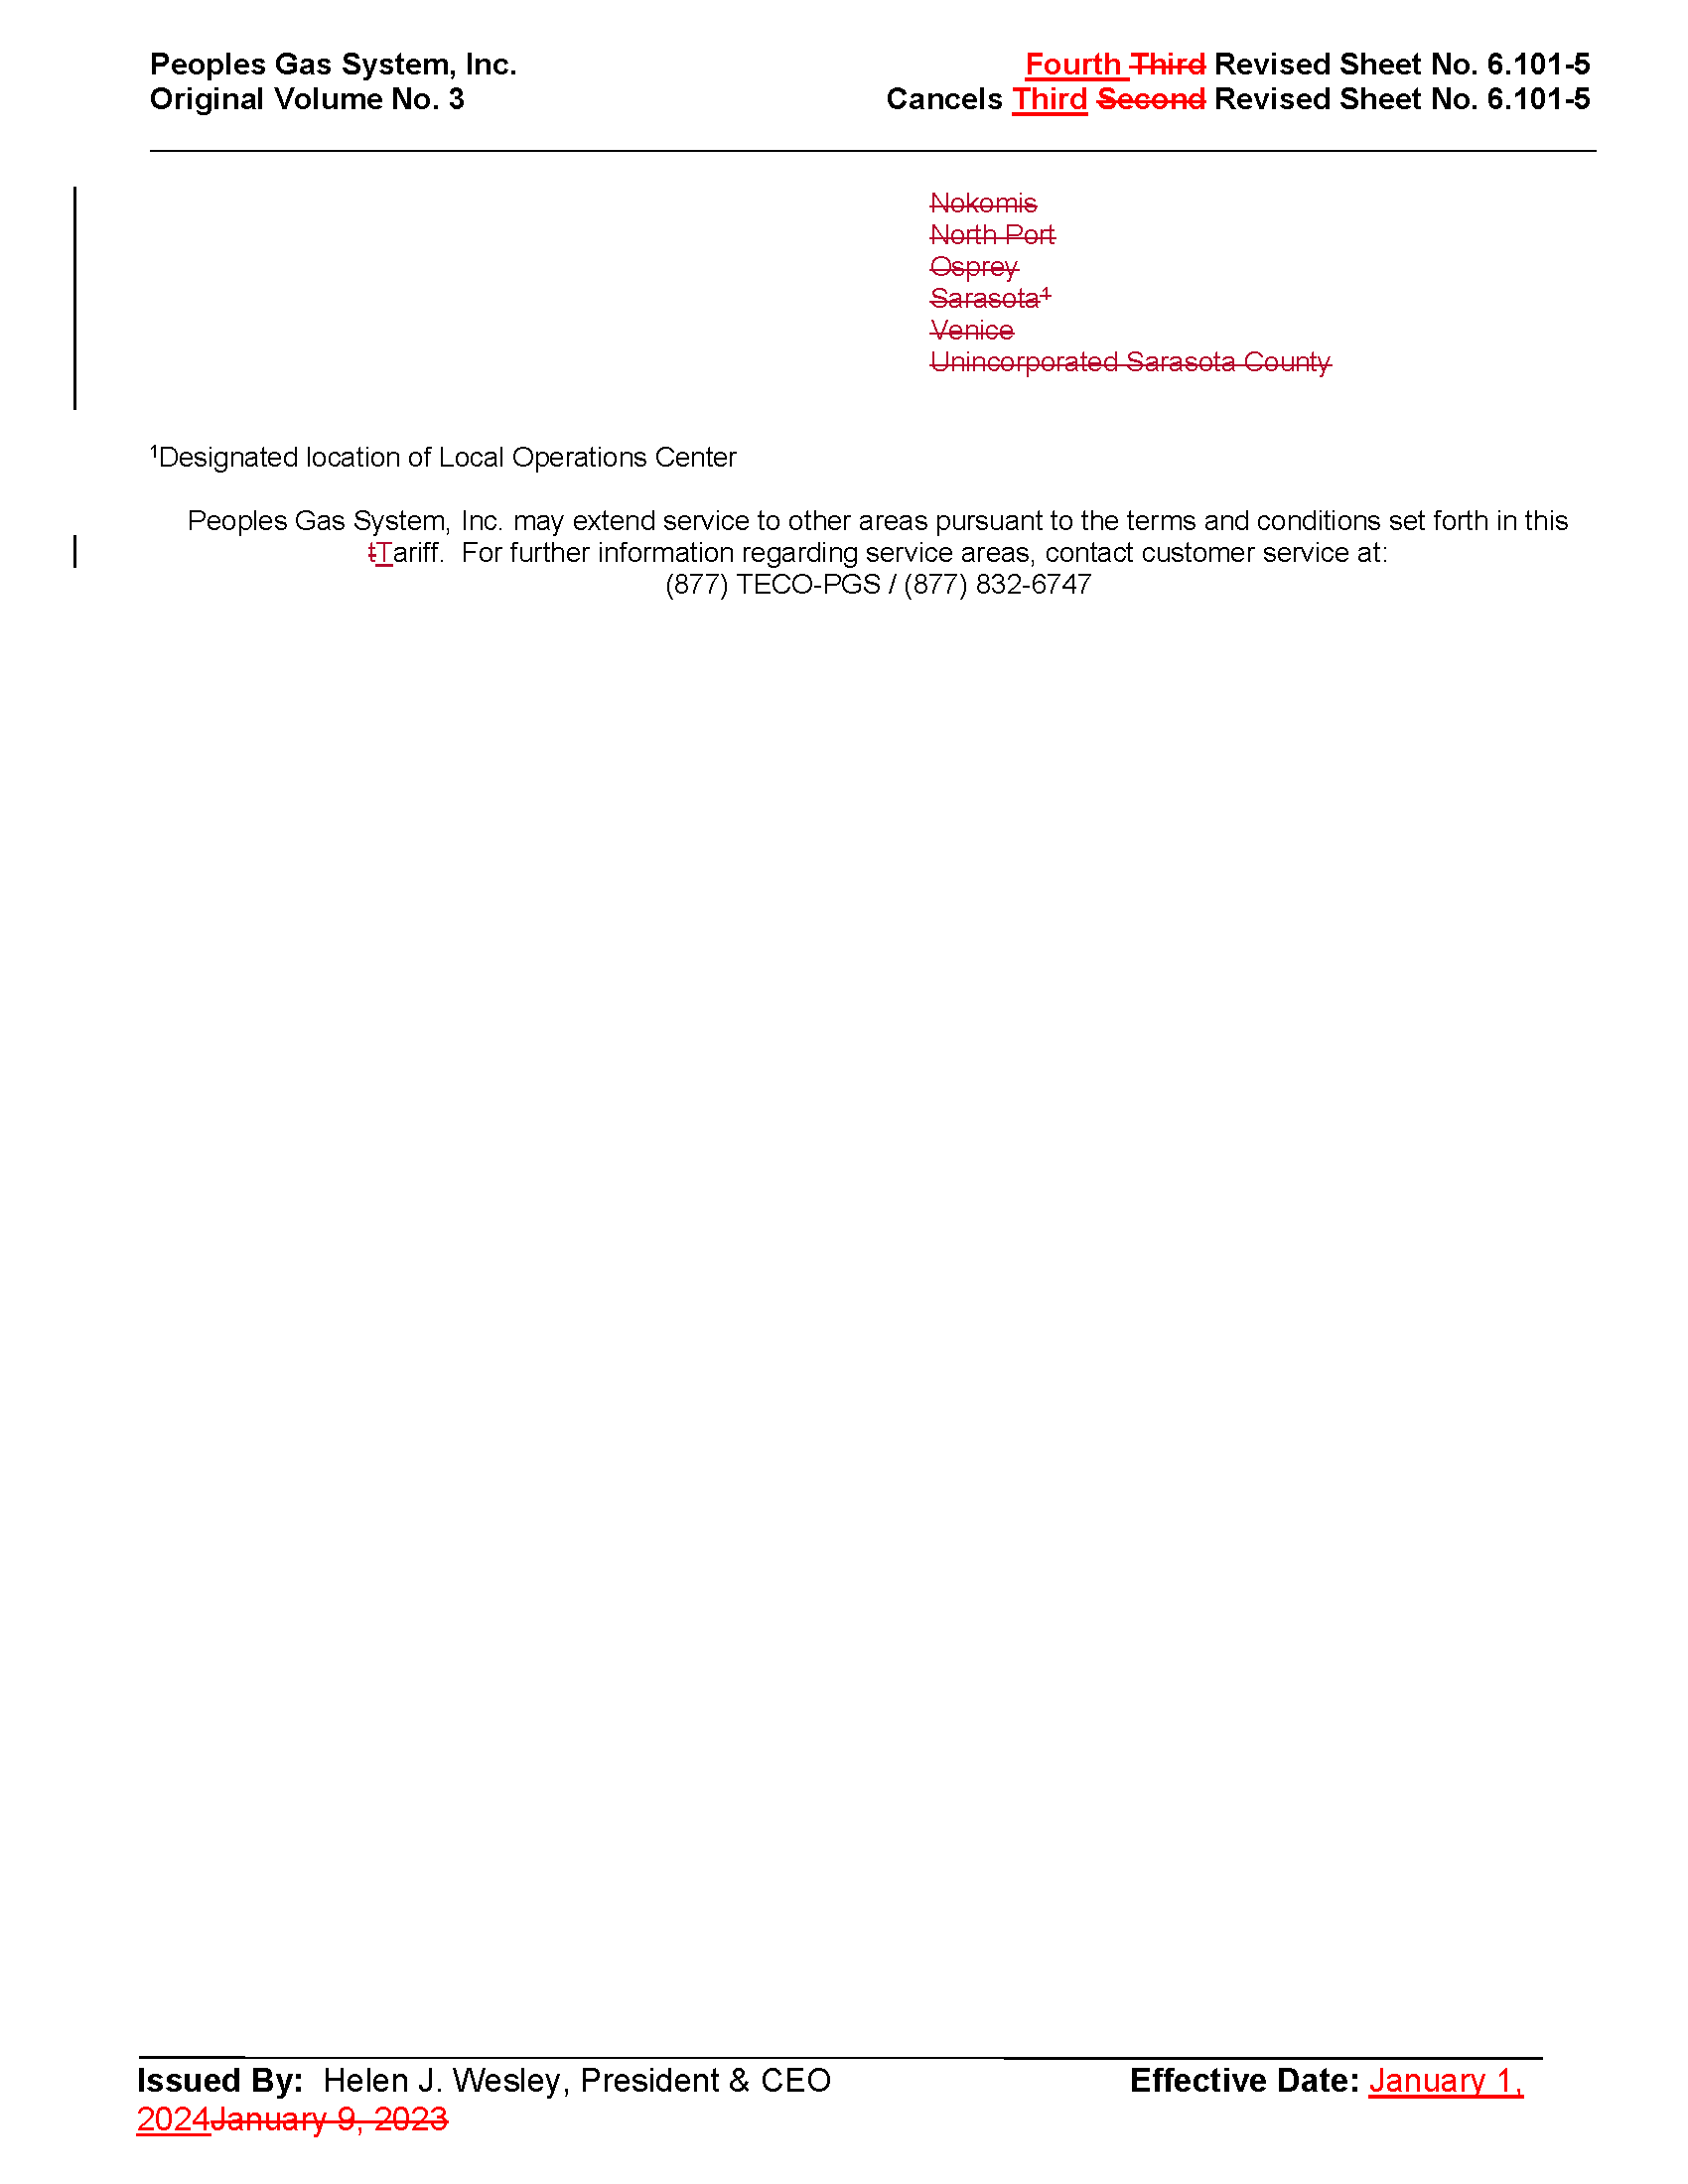 Peoples Gas System, Inc.
Original Volume No. 3
Fourth Third Revised Sheet No. 6.101-5
Cancels Third Second Revised Sheet No. 6.101-5
Nokomis
North Port
Osprey
Sarasota¹
Venice
Unincorporated Sarasota County
¹Designated location of Local Operations Center
Peoples Gas System, Inc. may extend service to other areas pursuant to the terms and conditions set forth in this
tTariff.  For further information regarding service areas, contact customer service at:
(877) TECO-PGS / (877) 832-6747
Issued By:  Helen J. Wesley, President & CEO
Effective Date: January 1,
2024January 9, 2023